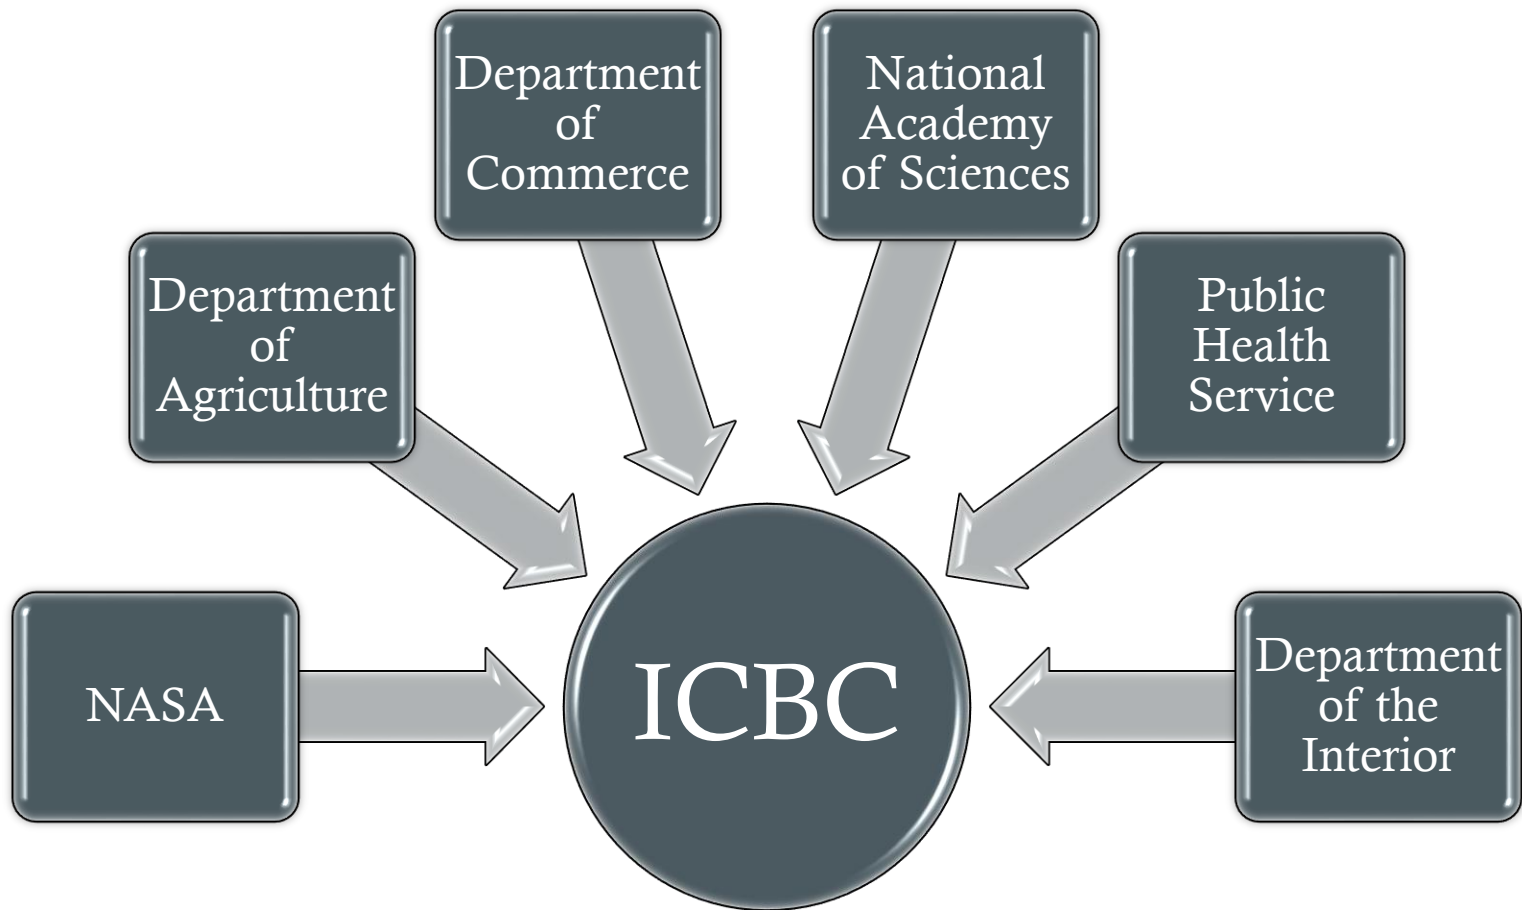 Department
of
Commerce
National
Academy
of Sciences
Department
of
Agriculture
Public
Health
Service
NASA
ICBC
Department
of the
Interior